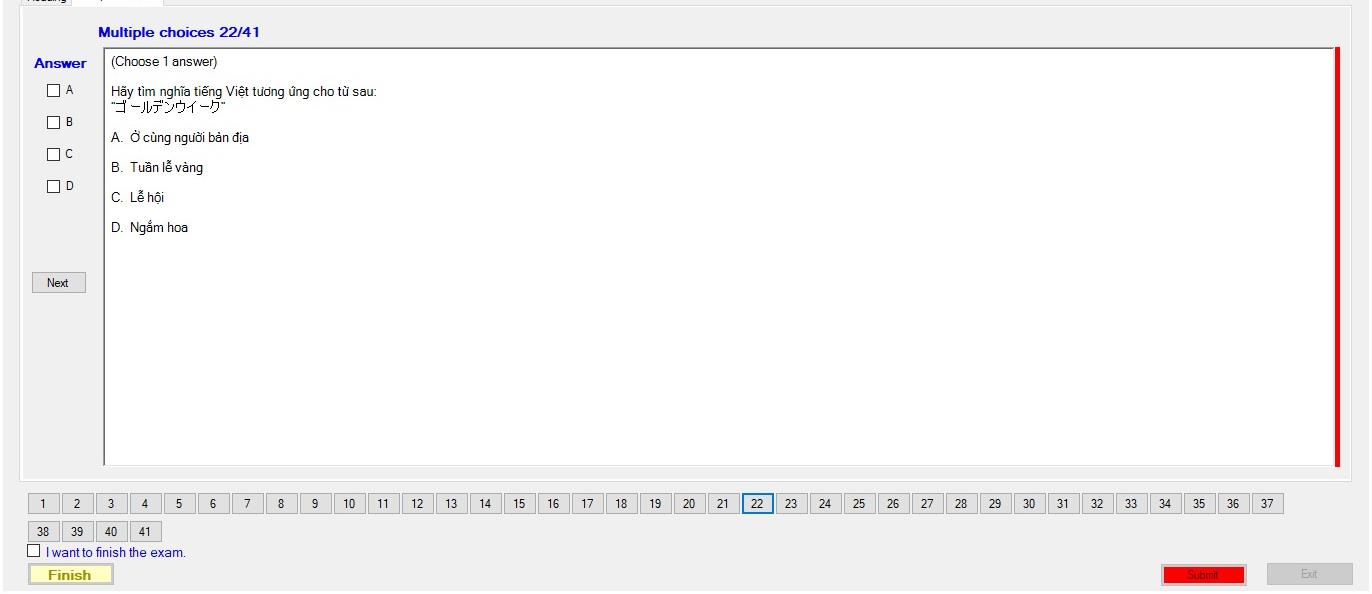 Multiple choices 22/41
Answer
(Choose 1 answer)
A
Hãy tìm nghĩa tiếng Việt tương ứng cho từ sau:
"ゴールデンウイーク"
B
A. Ở cùng người bản địa
C
B. Tuần lễ vàng
D
C. Lễ hội
D. Ngắm hoa
Next
1 2 3 4 5 6 7 8 9 10 11 12 13 14 15 16 17 18 19 20 21 22 23 24 25 26 27 28 29 30 31 32 33 34 35 36 37
38 39 40 41
I want to finish the exam.
Finish
Submit
Exit